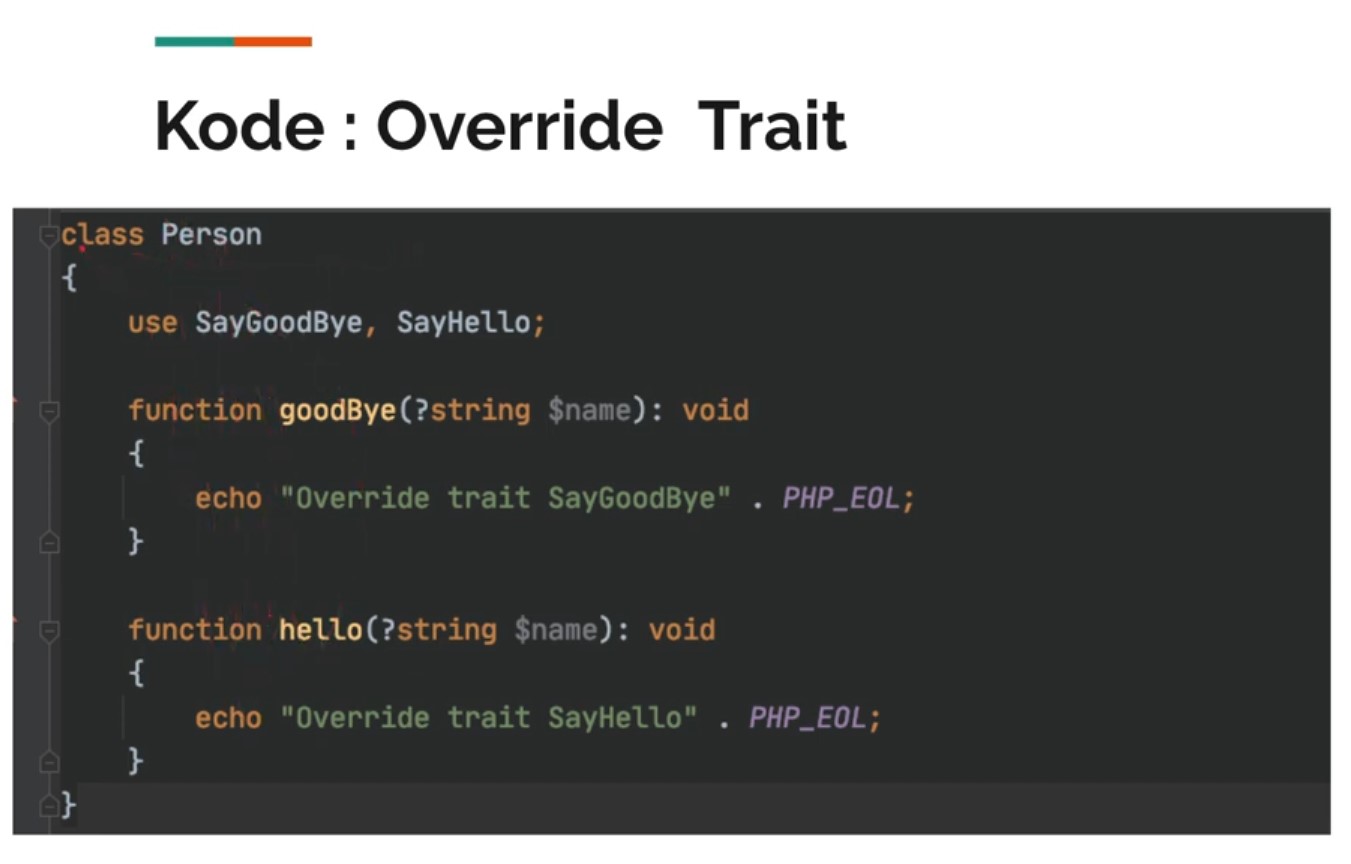 Kode : Override Trait
class Person
{
use SayGoodBye, SayHello;
function goodBye(?string $name): void
{
echo "Override trait SayGoodBye" . PHP_EOL;
}
function hello(?string $name): void
{
echo "Override trait SayHello" . PHP_EOL;
}
}